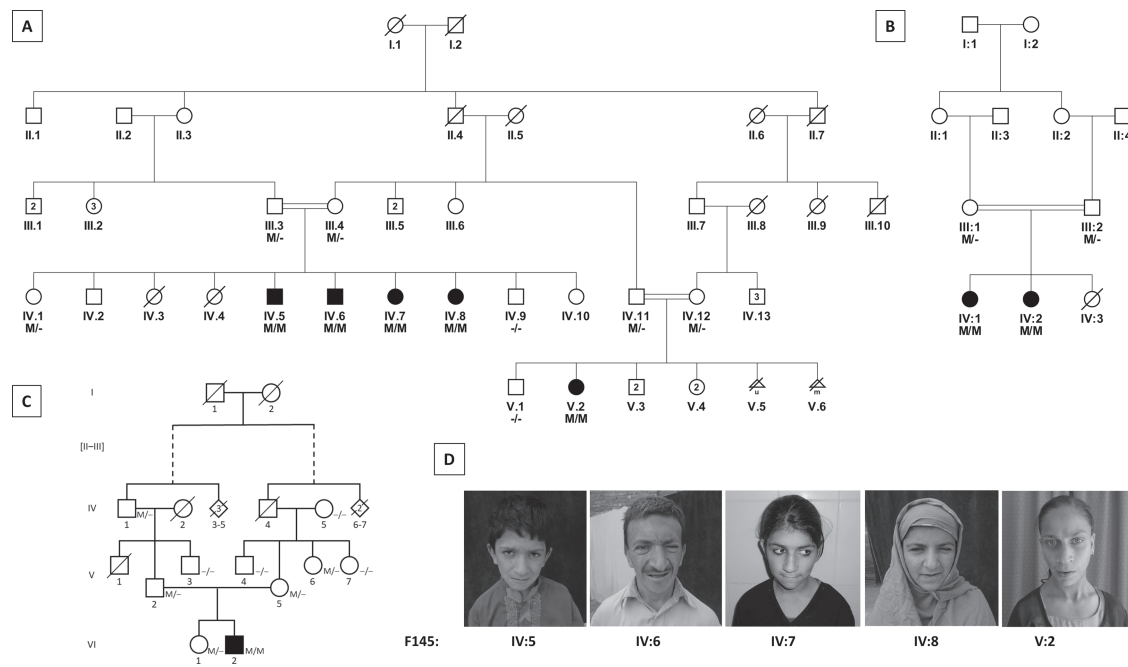 A
B
I.1 I.2
I:1 I:2
II.1 II.2 II.3 II.4 II.5 II.6 II.7
II:1 II:3 II:2 II:4
2 3 2
III.1 III.2 III.3 III.4 III.5 III.6 III.7 III.8 III.9 III.10
M/- M/-
III:1 III:2
M/- M/-
3
IV.1 IV.2 IV.3 IV.4 IV.5 IV.6 IV.7 IV.8 IV.9 IV.10 IV.11 IV.12 IV.13
M/- M/M M/M M/M M/M -/- M/- M/-
IV:1 IV:2 IV:3
M/M M/M
2 2 u m
V.1 V.2 V.3 V.4 V.5 V.6
-/- M/M
C
I
1 2
[II–III]
IV
M/– 3 –/– 2
1 2 3-5 4 5 6-7
V
–/– –/– M/– –/–
1 3 4 6 7
M/– M/–
2 5
VI
M/– M/M
1 2
D
F145: IV:5 IV:6 IV:7 IV:8 V:2